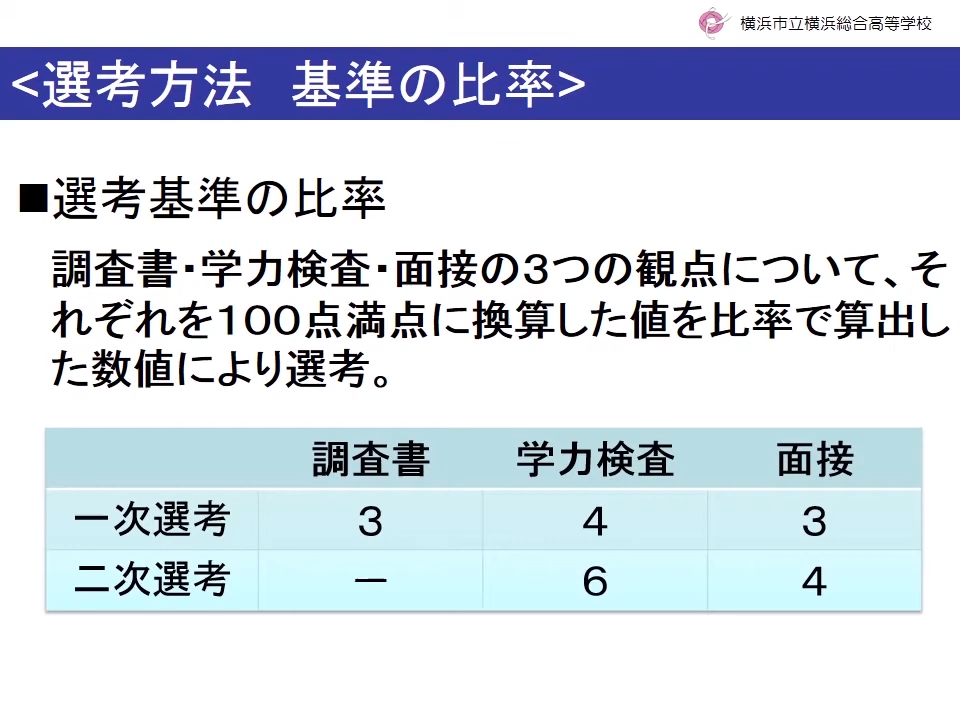 横浜市立横浜総合高等学校
<選考方法　基準の比率>
■選考基準の比率
調査書・学力検査・面接の３つの観点について、そ
れぞれを１００点満点に換算した値を比率で算出し
た数値により選考。
調査書 学力検査 面接
一次選考 ３ ４ ３
二次選考 － ６ ４